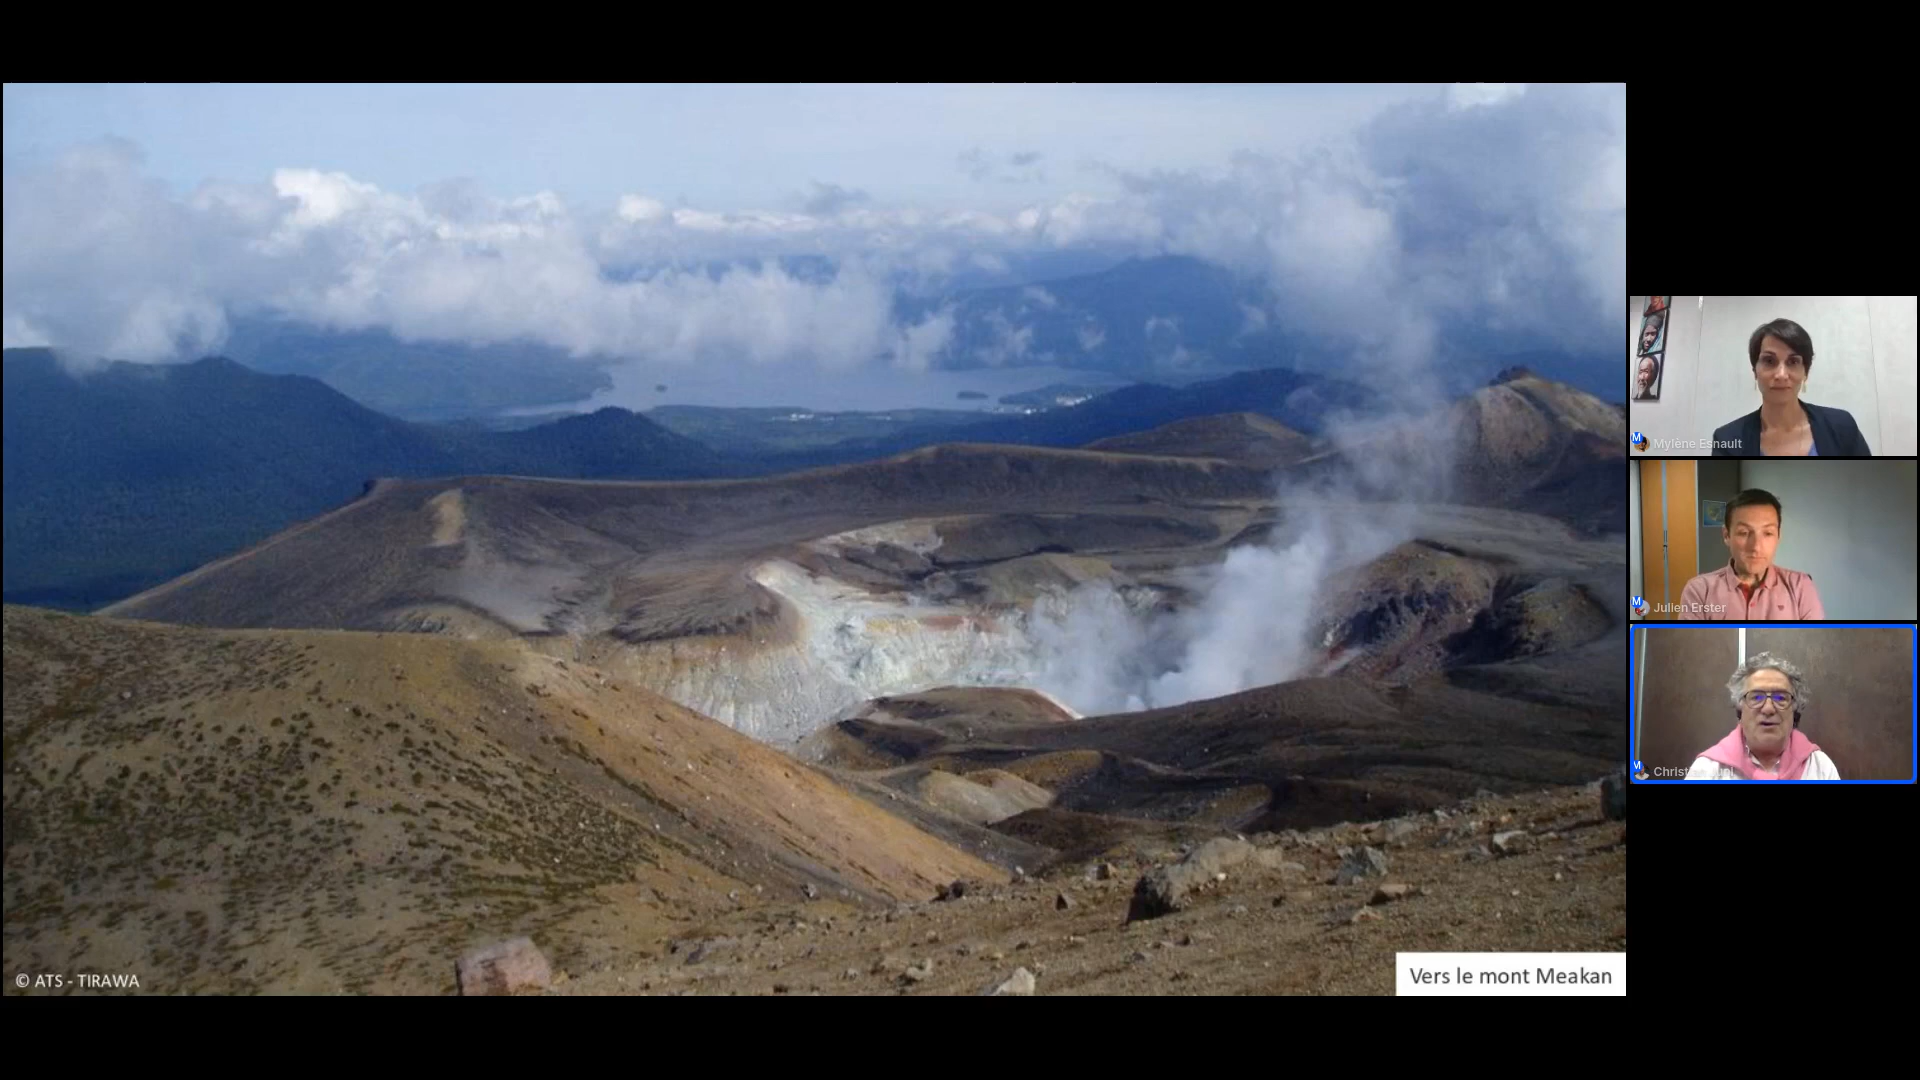 © ATS - TIRAWA
Vers le mont Meakan
M Mylène Esnault
M Julien Erster
M